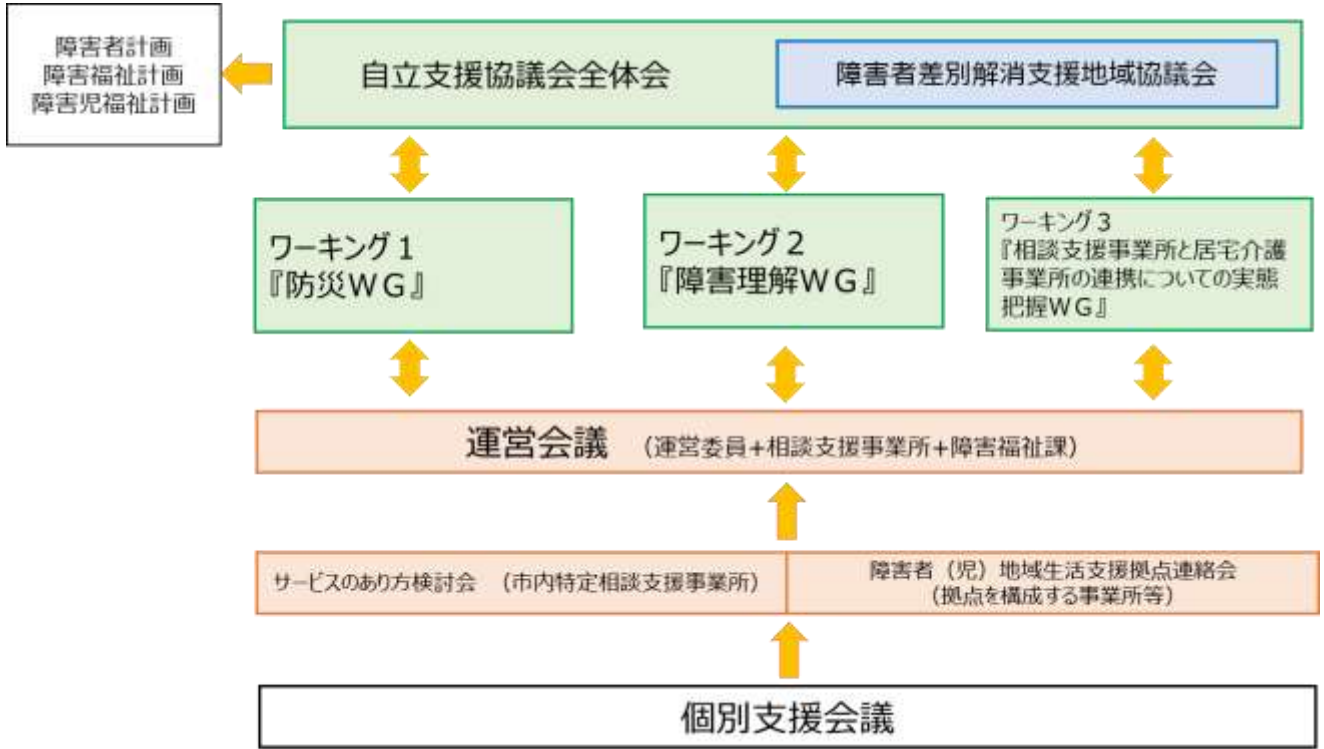 障害者計画
障害福祉計画
障害児福祉計画
自立支援協議会全体会
障害者差別解消支援地域協議会
ワーキング１
『防災ＷＧ』
ワーキング２
『障害理解ＷＧ』
ワーキング３
『相談支援事業所と居宅介護
事業所の連携についての実態
把握ＷＧ』
運営会議 （運営委員+相談支援事業所+障害福祉課）
サービスのあり方検討会 （市内特定相談支援事業所）
障害者（児）地域生活支援拠点連絡会
（拠点を構成する事業所等）
個別支援会議